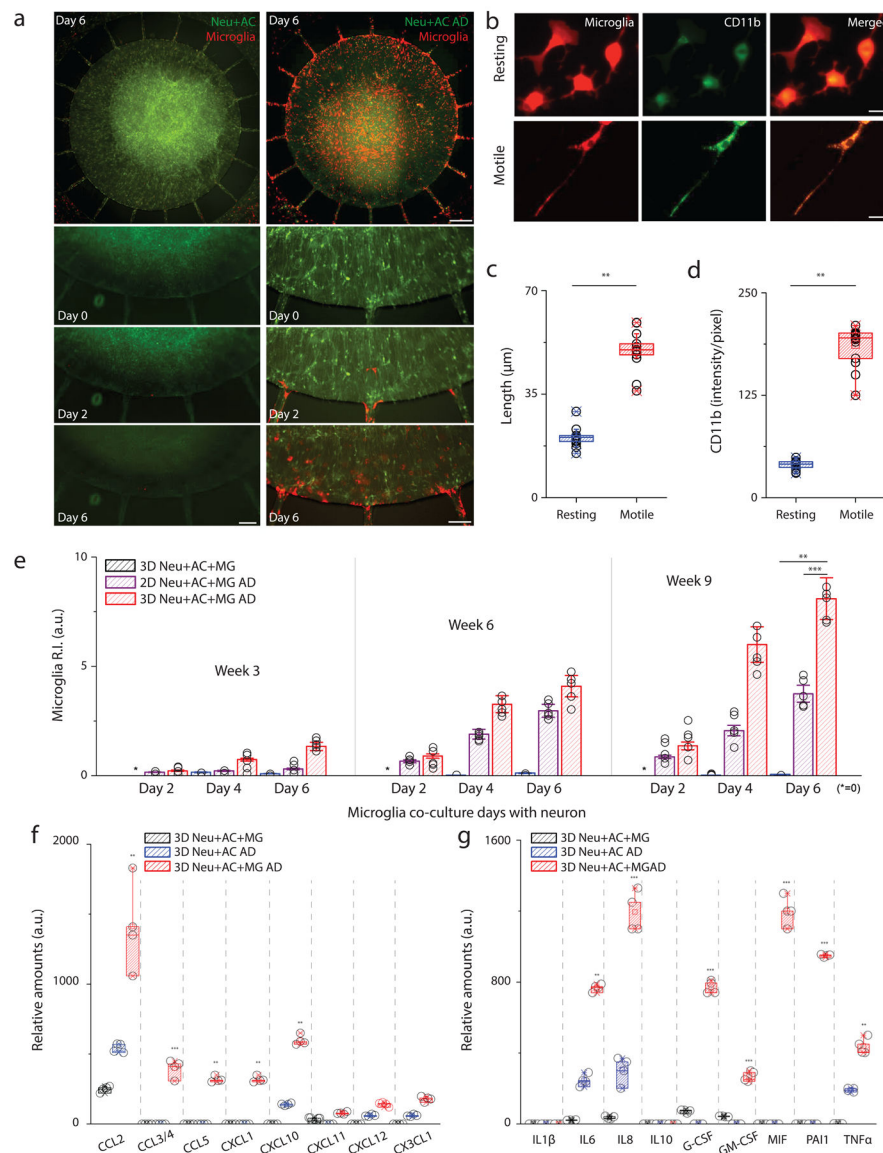 a
Day 6
Neu+AC
Microglia
Day 6
Neu+AC AD
Microglia
Day 0
Day 0
Day 2
Day 2
Day 6
Day 6
b
Microglia
CD11b
Merge
Resting
Motile
c
**
70
35
0
Length (μm)
Resting
Motile
d
**
250
125
0
CD11b (intensity/pixel)
Resting
Motile
e
10
5
0
Microglia R.I. (a.u.)
3D Neu+AC+MG
2D Neu+AC+MG AD
3D Neu+AC+MG AD
Week 3
Week 6
Week 9
**
***
*
*
*
Day 2
Day 4
Day 6
Day 2
Day 4
Day 6
Day 2
Day 4
Day 6
(*=0)
Microglia co-culture days with neuron
f
2000
1000
0
Relative amounts (a.u.)
3D Neu+AC+MG
3D Neu+AC AD
3D Neu+AC+MG AD
**
***
**
**
**
CCL2
CCL3/4
CCL5
CXCL1
CXCL10
CXCL11
CXCL12
CX3CL1
g
1600
800
0
Relative amounts (a.u.)
3D Neu+AC+MG
3D Neu+AC AD
3D Neu+AC+MGAD
**
***
***
***
***
***
**
IL1β
IL6
IL8
IL10
G-CSF
GM-CSF
MIF
PAI1
TNFα